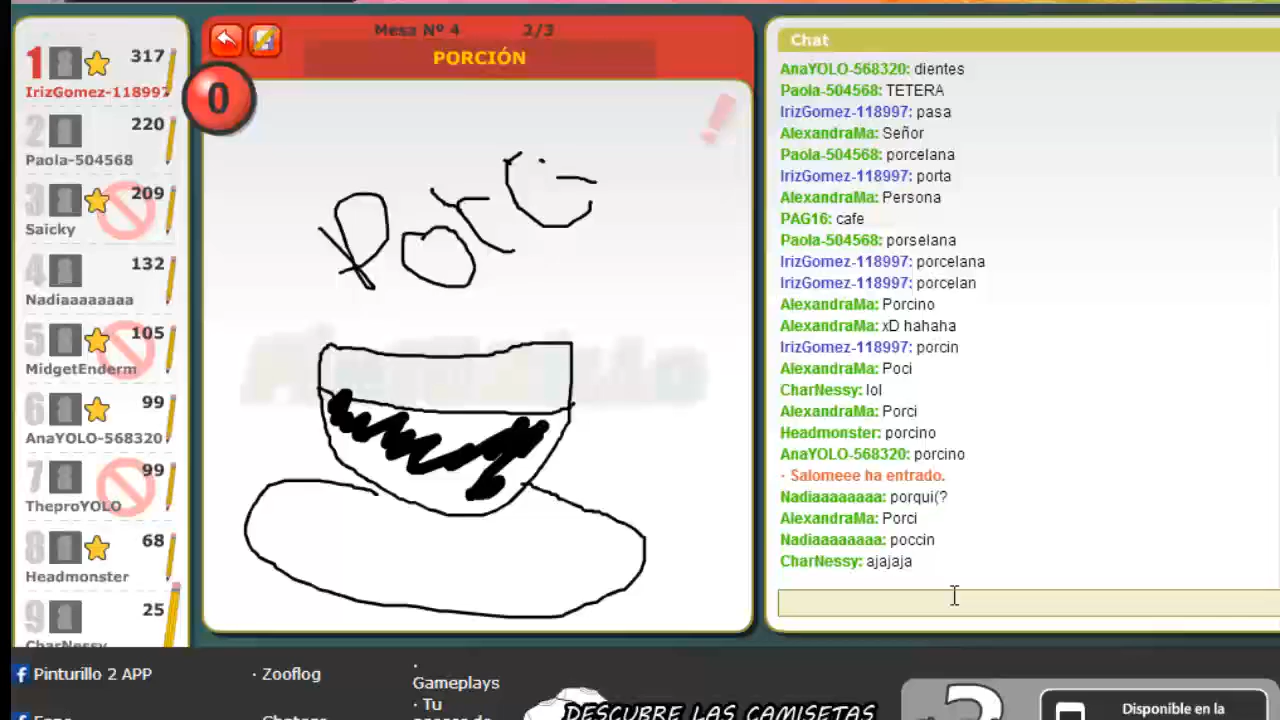 1 317
IrizGomez-118997
2 220
Paola-504568
3 209
Saicky
4 132
Nadiaaaaaaaa
5 105
MidgetEnderm
6 99
AnaYOLO-568320
7 99
TheproYOLO
8 68
Headmonster
9 25
CharNessy
Mesa Nº 4 2/3
PORCIÓN
0
Porc
Chat
AnaYOLO-568320: dientes
Paola-504568: TETERA
IrizGomez-118997: pasa
AlexandraMa: Señor
Paola-504568: porcelana
IrizGomez-118997: porta
AlexandraMa: Persona
PAG16: cafe
Paola-504568: porselana
IrizGomez-118997: porcelana
IrizGomez-118997: porcelan
AlexandraMa: Porcino
AlexandraMa: xD hahaha
IrizGomez-118997: porcin
AlexandraMa: Poci
CharNessy: lol
AlexandraMa: Porci
Headmonster: porcino
AnaYOLO-568320: porcino
· Salomeee ha entrado.
Nadiaaaaaaaa: porqui(?
AlexandraMa: Porci
Nadiaaaaaaaa: poccin
CharNessy: ajajaja
Pinturillo 2 APP
· Zooflog
· Gameplays
· Tu
DESCUBRE LAS CAMISETAS
2
Disponible en la